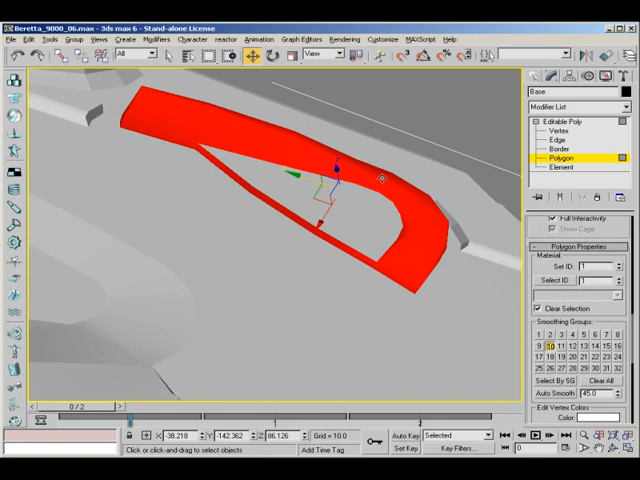 Beretta_9000_06.max - 3ds max 6 - Stand-alone License
File Edit Tools Group Views Create Modifiers Character reactor Animation Graph Editors Rendering Customize MAXScript Help
All
View
Base
Modifier List
Editable Poly
Vertex
Edge
Border
Polygon
Element
Full Interactivity
Show Cage
Polygon Properties
Material:
Set ID: 1
Select ID 1
Clear Selection
Smoothing Groups:
1 2 3 4 5 6 7 8
9 10 11 12 13 14 15 16
17 18 19 20 21 22 23 24
25 26 27 28 29 30 31 32
Select By SG Clear All
Auto Smooth 45.0
Edit Vertex Colors
Color:
0 / 2
0 1 2
X: -38.218 Y: -142.362 Z: 86.126 Grid = 10.0
Auto Key Selected
Click or click-and-drag to select objects Add Time Tag
Set Key Key Filters... 0